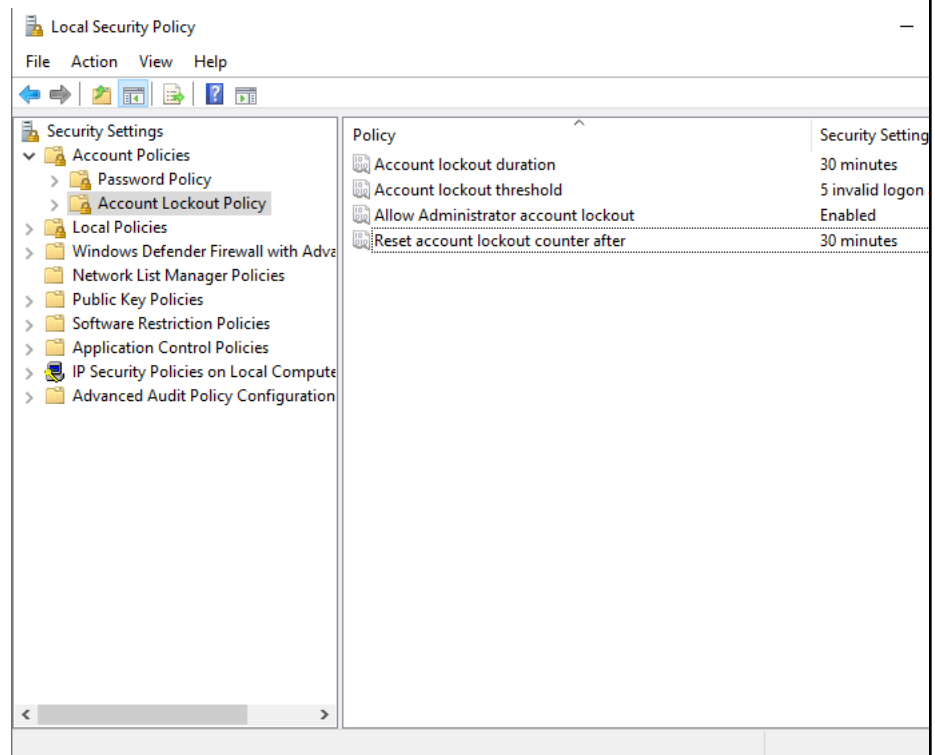 Local Security Policy
File Action View Help
Security Settings
Account Policies
Password Policy
Account Lockout Policy
Local Policies
Windows Defender Firewall with Adva
Network List Manager Policies
Public Key Policies
Software Restriction Policies
Application Control Policies
IP Security Policies on Local Compute
Advanced Audit Policy Configuration
Policy Security Setting
Account lockout duration 30 minutes
Account lockout threshold 5 invalid logon
Allow Administrator account lockout Enabled
Reset account lockout counter after 30 minutes